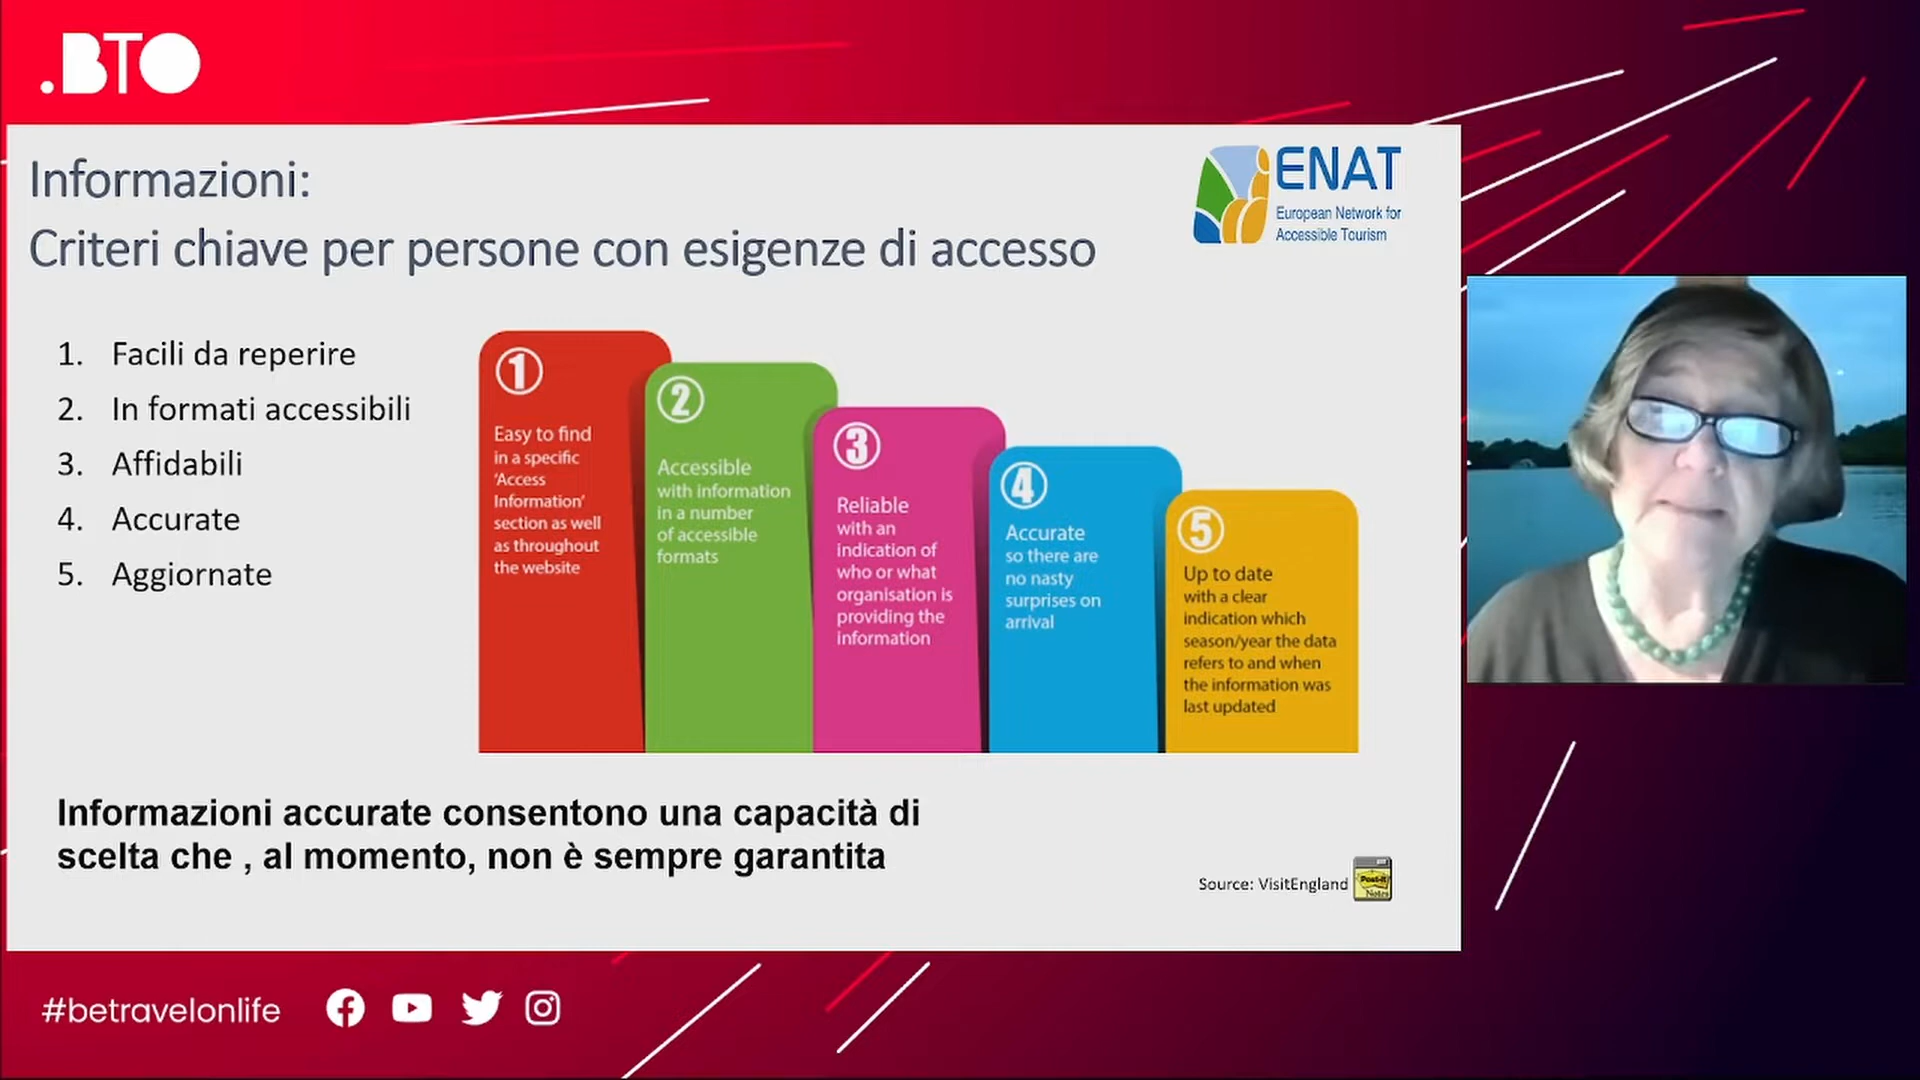 .BTO
Informazioni:
Criteri chiave per persone con esigenze di accesso
ENAT
European Network for
Accessible Tourism
1. Facili da reperire
2. In formati accessibili
3. Affidabili
4. Accurate
5. Aggiornate
1
Easy to find
in a specific
‘Access
Information’
section as well
as throughout
the website
2
Accessible
with information
in a number
of accessible
formats
3
Reliable
with an
indication of
who or what
organisation is
providing the
information
4
Accurate
so there are
no nasty
surprises on
arrival
5
Up to date
with a clear
indication which
season/year the data
refers to and when
the information was
last updated
Informazioni accurate consentono una capacità di
scelta che , al momento, non è sempre garantita
Source: VisitEngland
Post-it
Notes
#betravelonlife